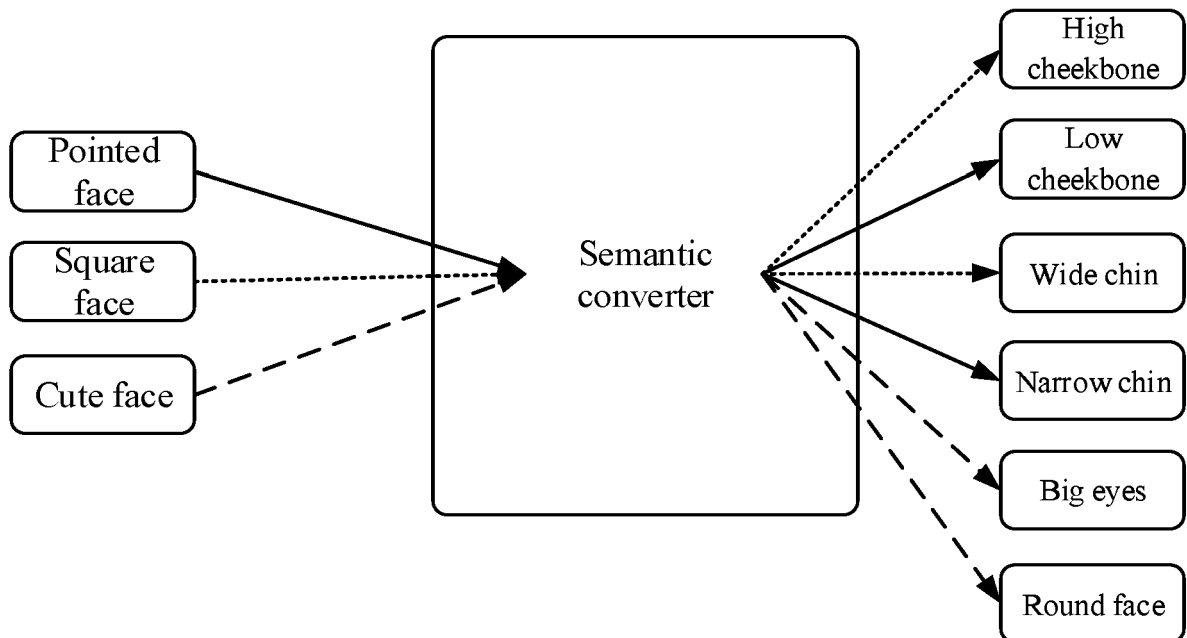 Pointed
face
Square
face
Cute face
Semantic
converter
High
cheekbone
Low
cheekbone
Wide chin
Narrow chin
Big eyes
Round face